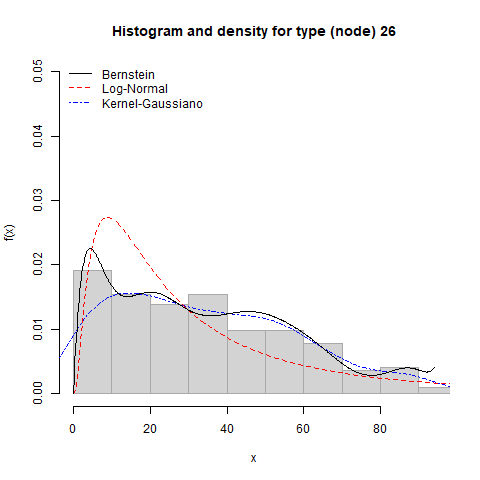 Histogram and density for type (node) 26
0.05
Bernstein
Log-Normal
Kernel-Gaussiano
0.04
0.03
f(x)
0.02
0.01
0.00
0 20 40 60 80
x